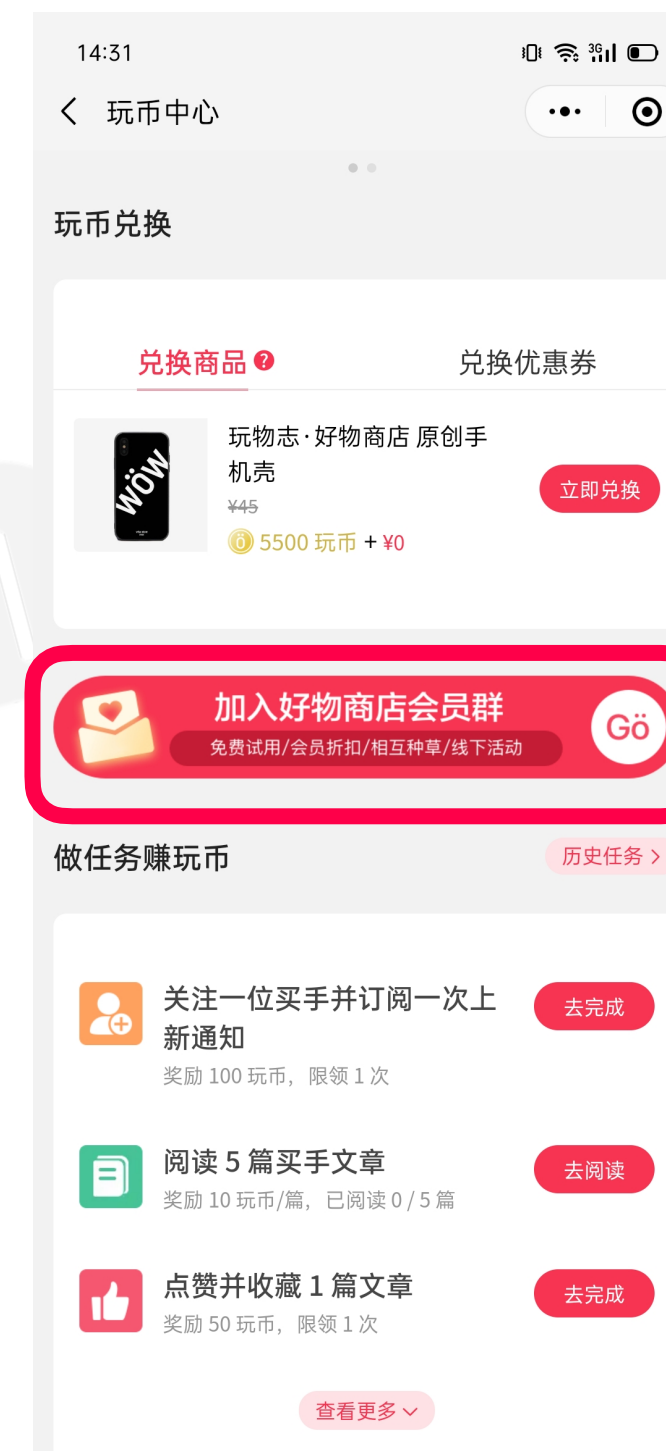 14:31
3G
玩币中心
玩币兑换
兑换商品 ?
兑换优惠券
玩物志·好物商店 原创手
机壳
¥45
ö 5500 玩币 + ¥0
WÖW
立即兑换
加入好物商店会员群
免费试用/会员折扣/相互种草/线下活动
Gö
做任务赚玩币
历史任务 >
关注一位买手并订阅一次上
新通知
奖励 100 玩币，限领 1 次
去完成
阅读 5 篇买手文章
奖励 10 玩币/篇，已阅读 0 / 5 篇
去阅读
点赞并收藏 1 篇文章
奖励 50 玩币，限领 1 次
去完成
查看更多